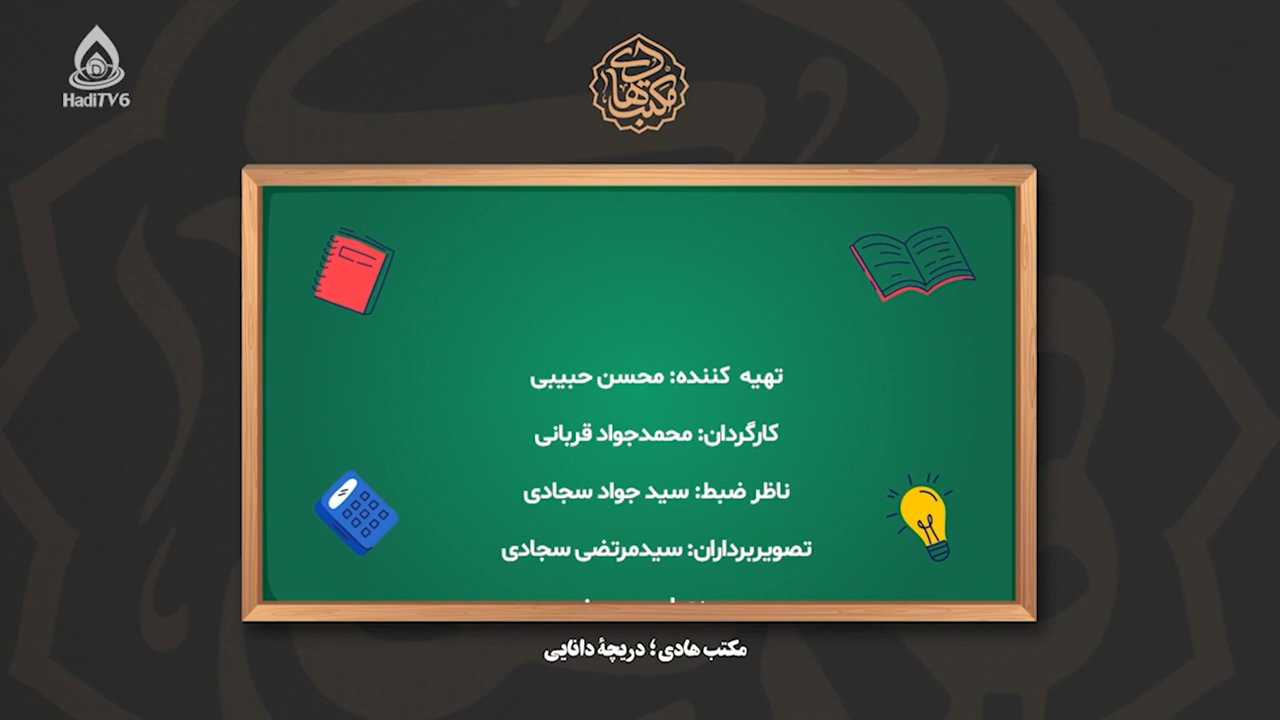 HadiTV6
مکتب هادی
تهیه کننده: محسن حبیبی
کارگردان: محمدجواد قربانی
ناظر ضبط: سید جواد سجادی
تصویربرداران: سیدمرتضی سجادی
مکتب هادی؛ دریچهٔ دانایی